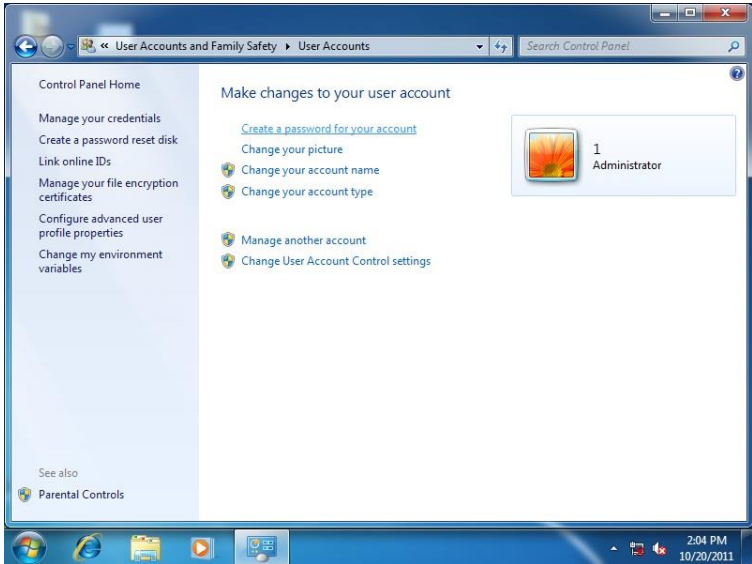 « User Accounts and Family Safety ▸ User Accounts
Search Control Panel
Control Panel Home
Manage your credentials
Create a password reset disk
Link online IDs
Manage your file encryption
certificates
Configure advanced user
profile properties
Change my environment
variables
See also
Parental Controls
Make changes to your user account
Create a password for your account
Change your picture
Change your account name
Change your account type
Manage another account
Change User Account Control settings
1
Administrator
2:04 PM
10/20/2011